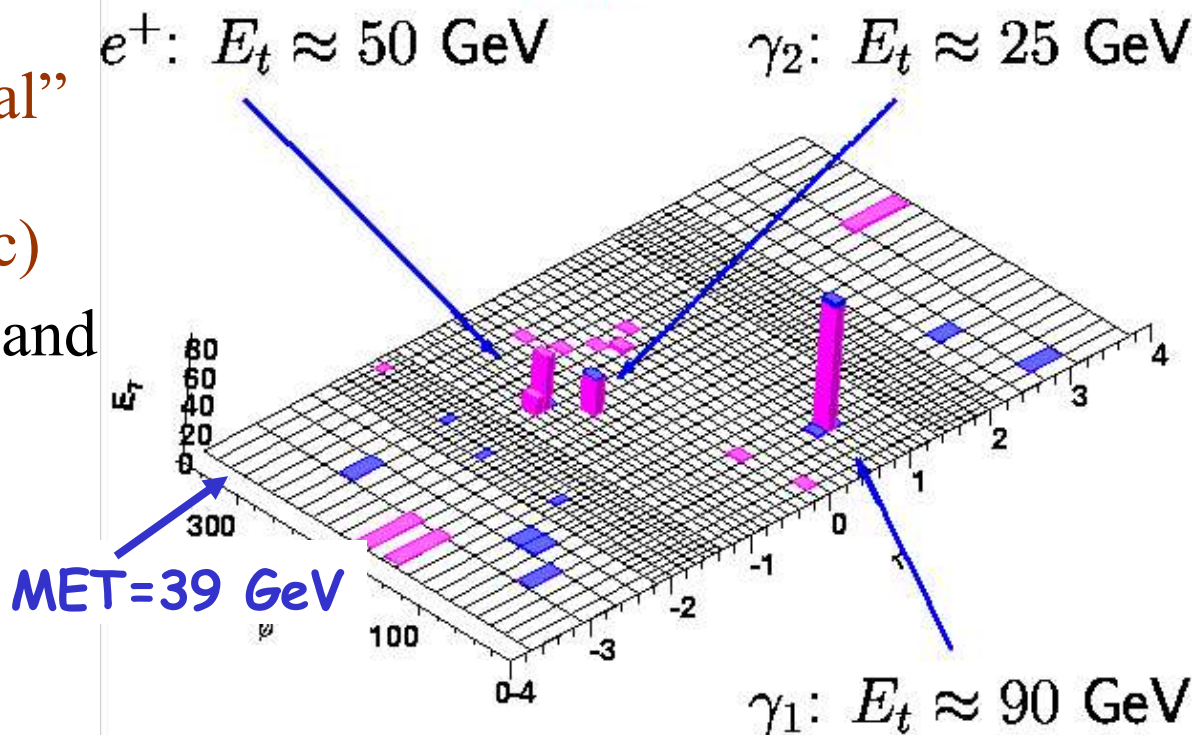 e⁺: Eₜ ≈ 50 GeV
γ₂: Eₜ ≈ 25 GeV
al”
c)
and
80
60
40
20
0
E_T
300
100
0
-4
-3
-2
-1
0
1
2
3
4
MET=39 GeV
γ₁: Eₜ ≈ 90 GeV